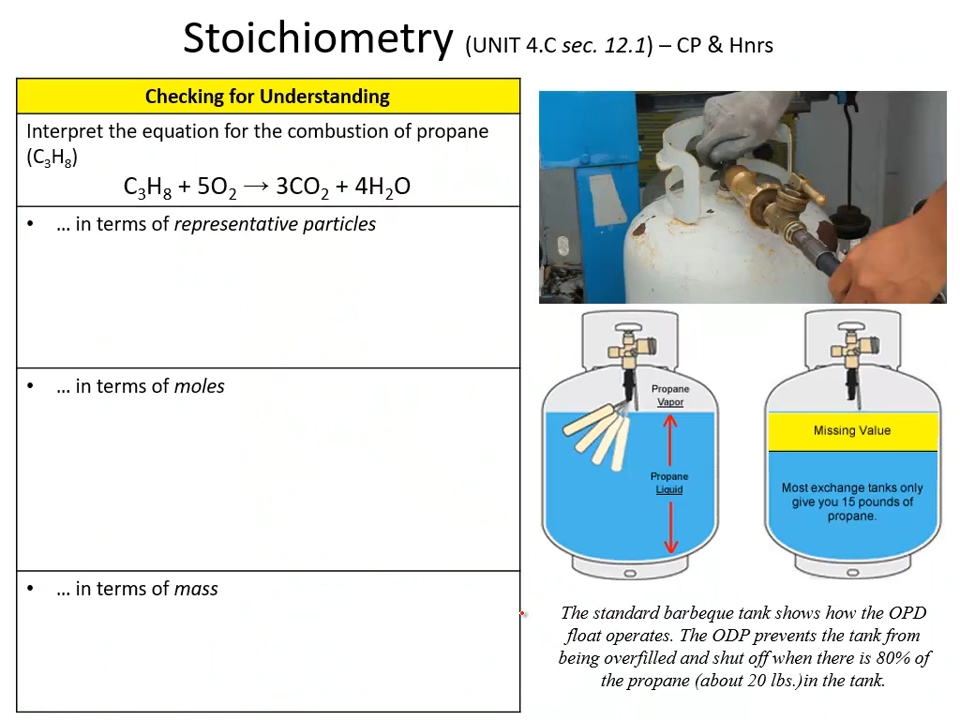 Stoichiometry (UNIT 4.C sec. 12.1) – CP & Hnrs
Checking for Understanding
Interpret the equation for the combustion of propane
(C₃H₈)
C₃H₈ + 5O₂ → 3CO₂ + 4H₂O
• … in terms of representative particles
• … in terms of moles
• … in terms of mass
Propane
Vapor
Propane
Liquid
Missing Value
Most exchange tanks only
give you 15 pounds of
propane.
The standard barbeque tank shows how the OPD
float operates. The ODP prevents the tank from
being overfilled and shut off when there is 80% of
the propane (about 20 lbs.)in the tank.